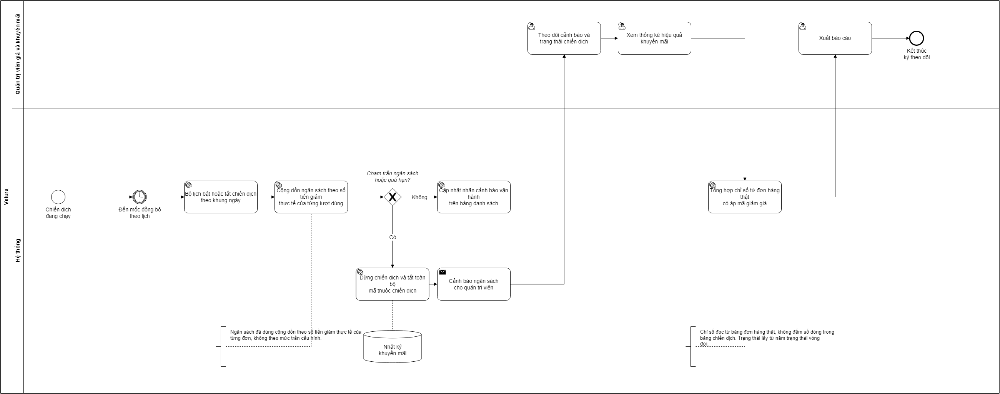 Velura
Quản trị viên giá và khuyến mãi
Theo dõi cảnh báo và
trạng thái chiến dịch
Xem thống kê hiệu quả
khuyến mãi
Xuất báo cáo
Kết thúc
kỳ theo dõi
Hệ thống
Chiến dịch
đang chạy
Đến mốc đồng bộ
theo lịch
Bộ lịch bật hoặc tắt chiến dịch
theo khung ngày
Cộng dồn ngân sách theo số
tiền giảm
thực tế của từng lượt dùng
Chạm trần ngân sách
hoặc quá hạn?
Không
Cập nhật nhãn cảnh báo vận
hành
trên bảng danh sách
Có
Dừng chiến dịch và tắt toàn
bộ
mã thuộc chiến dịch
Cảnh báo ngân sách
cho quản trị viên
Tổng hợp chỉ số từ đơn hàng
thật
có áp mã giảm giá
Ngân sách đã dùng cộng dồn theo số tiền giảm thực tế của
từng đơn, không theo mức trần cấu hình.
Nhật ký
khuyến mãi
Chỉ số đọc từ bảng đơn hàng thật, không đếm số dòng trong
bảng chiến dịch. Trạng thái lấy từ năm trạng thái vòng
đời.